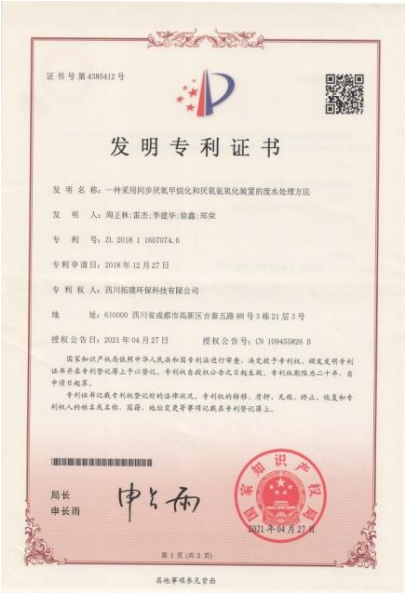 证书号第4385412号
发明专利证书
发明名称：一种采用同步厌氧甲烷化和厌氧氨氧化装置的废水处理方法
发明人：周正林;雷杰;李建华;徐鑫;郑荣
专利号：ZL 2018 1 1607074.6
专利申请日：2018年12月27日
专利权人：四川拓璞环保科技有限公司
地址：610000 四川省成都市高新区合泰五路88号3栋21层3号
授权公告日：2021年04月27日 授权公告号：CN 109455826 B
国家知识产权局依照中华人民共和国专利法进行审查，决定授予专利权，颁发发明专利
证书并在专利登记簿上予以登记。专利权自授权公告之日起生效。专利权期限为二十年，自
申请日起算。
专利证书记载专利权登记时的法律状况。专利权的转移、质押、无效、终止、恢复和专
利权人的姓名或名称、国籍、地址变更等事项记载在专利登记簿上。
局长
申长雨
申长雨
国家知识产权局
2021年04月27日
第1页(共2页)
其他事项参见背面